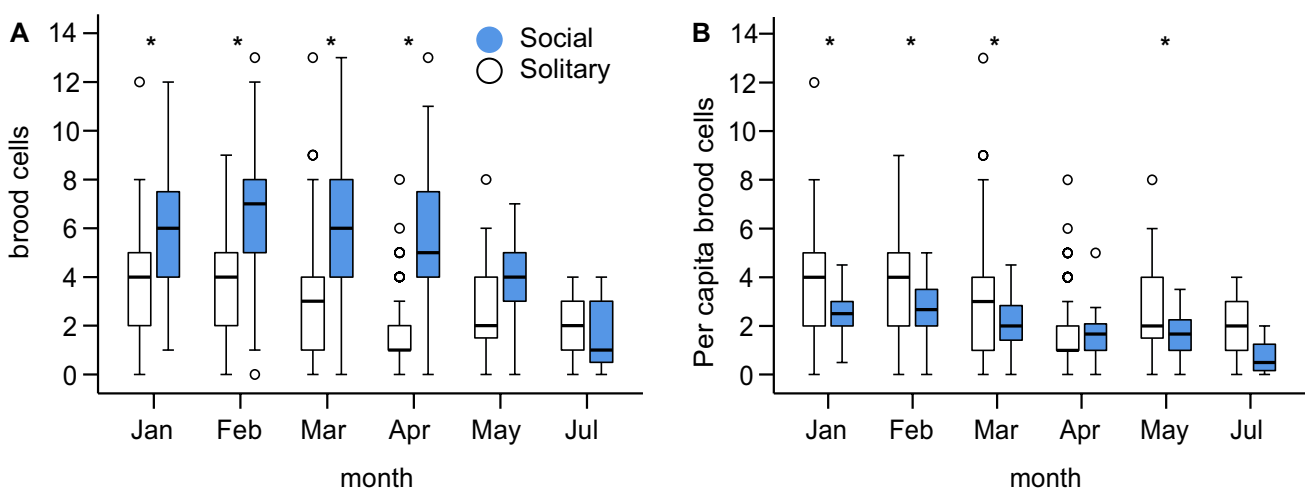 A
* * * *
Social
Solitary
brood cells
14
12
10
8
6
4
2
0
Jan Feb Mar Apr May Jul
month
B
* * * *
Per capita brood cells
14
12
10
8
6
4
2
0
Jan Feb Mar Apr May Jul
month